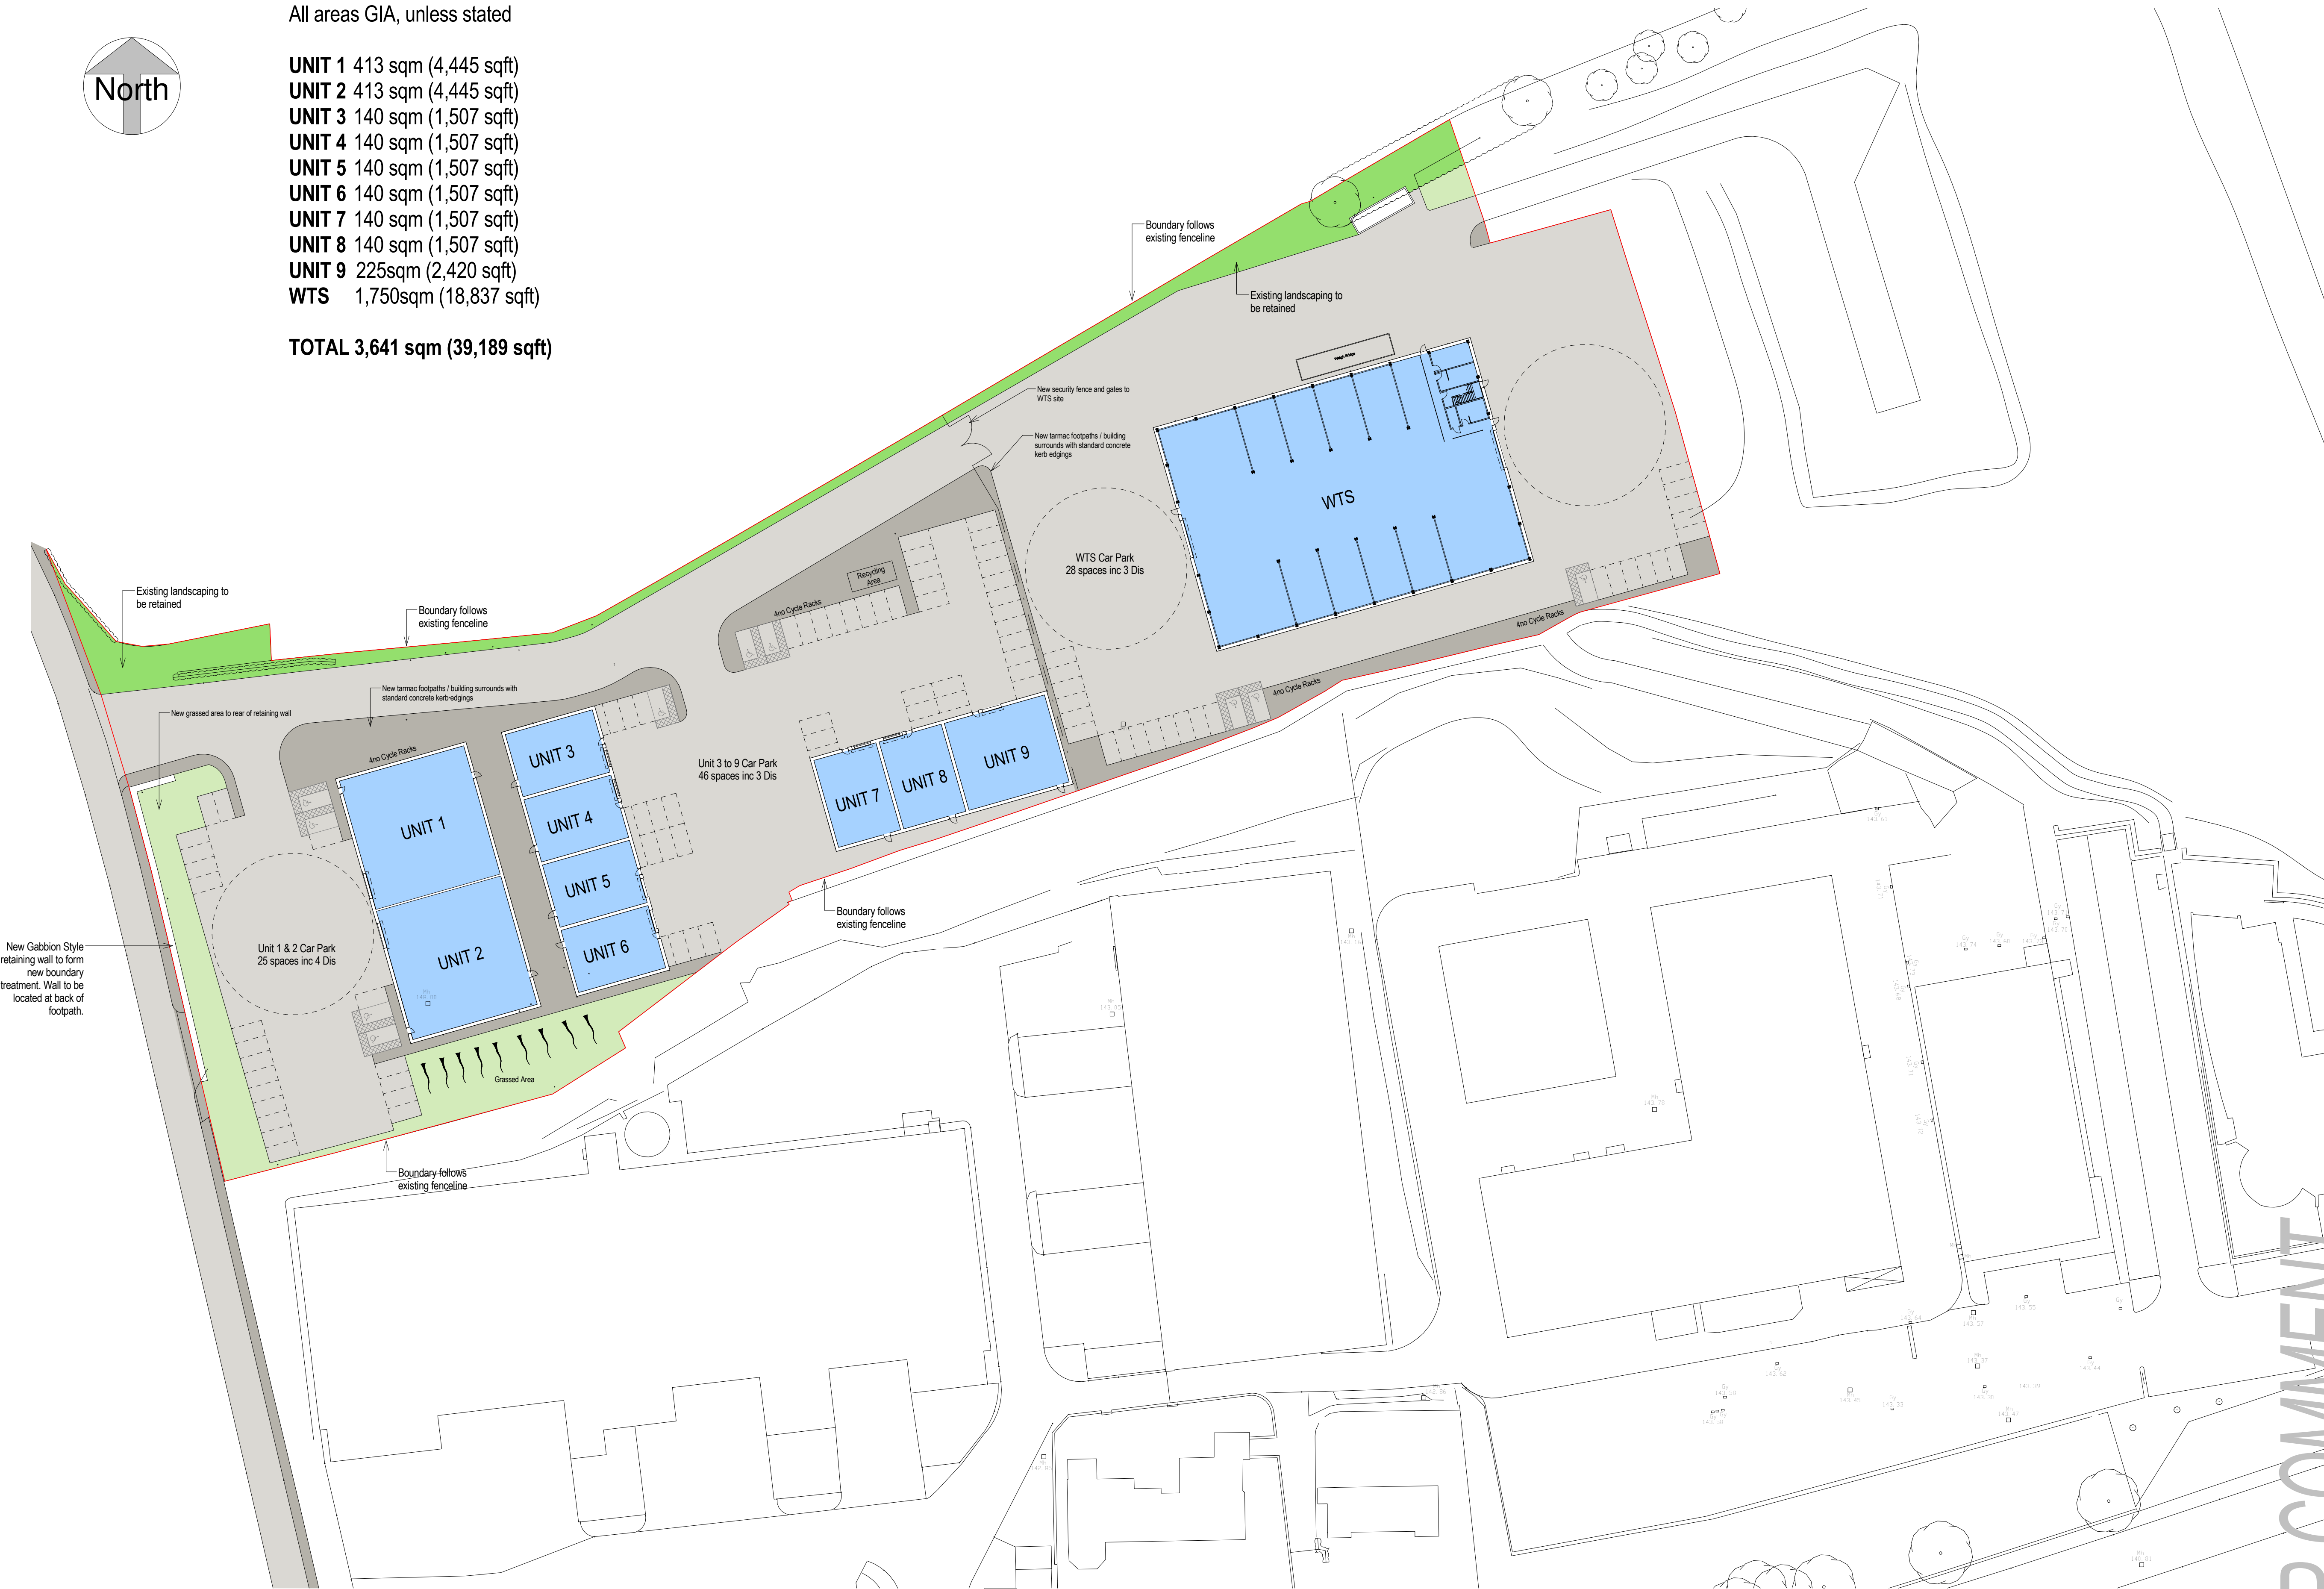 All areas GIA, unless stated
North
UNIT 1 413 sqm (4,445 sqft)
UNIT 2 413 sqm (4,445 sqft)
UNIT 3 140 sqm (1,507 sqft)
UNIT 4 140 sqm (1,507 sqft)
UNIT 5 140 sqm (1,507 sqft)
UNIT 6 140 sqm (1,507 sqft)
UNIT 7 140 sqm (1,507 sqft)
UNIT 8 140 sqm (1,507 sqft)
UNIT 9 225sqm (2,420 sqft)
WTS 1,750sqm (18,837 sqft)
TOTAL 3,641 sqm (39,189 sqft)
Boundary follows
existing fenceline
Existing landscaping to
be retained
Weigh Bridge
New security fence and gates to
WTS site
New tarmac footpaths / building
surrounds with standard concrete
kerb edgings
WTS
WTS Car Park
28 spaces inc 3 Dis
Recycling
Area
4no Cycle Racks
4no Cycle Racks
4no Cycle Racks
Existing landscaping to
be retained
Boundary follows
existing fenceline
New tarmac footpaths / building surrounds with
standard concrete kerb-edgings
New grassed area to rear of retaining wall
4no Cycle Racks
UNIT 1
UNIT 2
UNIT 3
UNIT 4
UNIT 5
UNIT 6
UNIT 7
UNIT 8
UNIT 9
Unit 3 to 9 Car Park
46 spaces inc 3 Dis
Unit 1 & 2 Car Park
25 spaces inc 4 Dis
Boundary follows
existing fenceline
New Gabbion Style
retaining wall to form
new boundary
treatment. Wall to be
located at back of
footpath.
Grassed Area
Boundary follows
existing fenceline
COMMENT